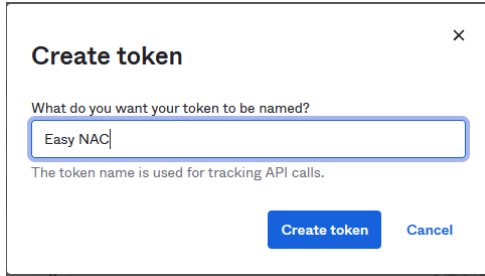 Create token
What do you want your token to be named?
Easy NAC
The token name is used for tracking API calls.
Create token Cancel